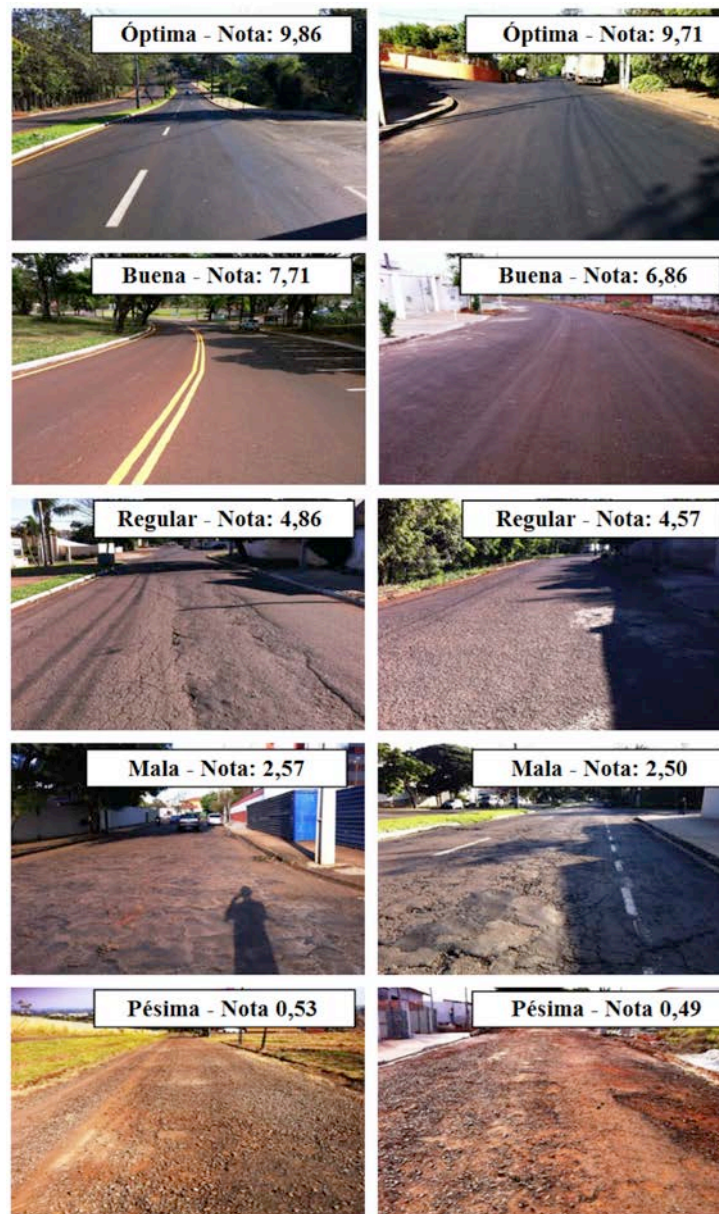 Óptima - Nota: 9,86
Óptima - Nota: 9,71
Buena - Nota: 7,71
Buena - Nota: 6,86
Regular - Nota: 4,86
Regular - Nota: 4,57
Mala - Nota: 2,57
Mala - Nota: 2,50
Pésima - Nota 0,53
Pésima - Nota 0,49